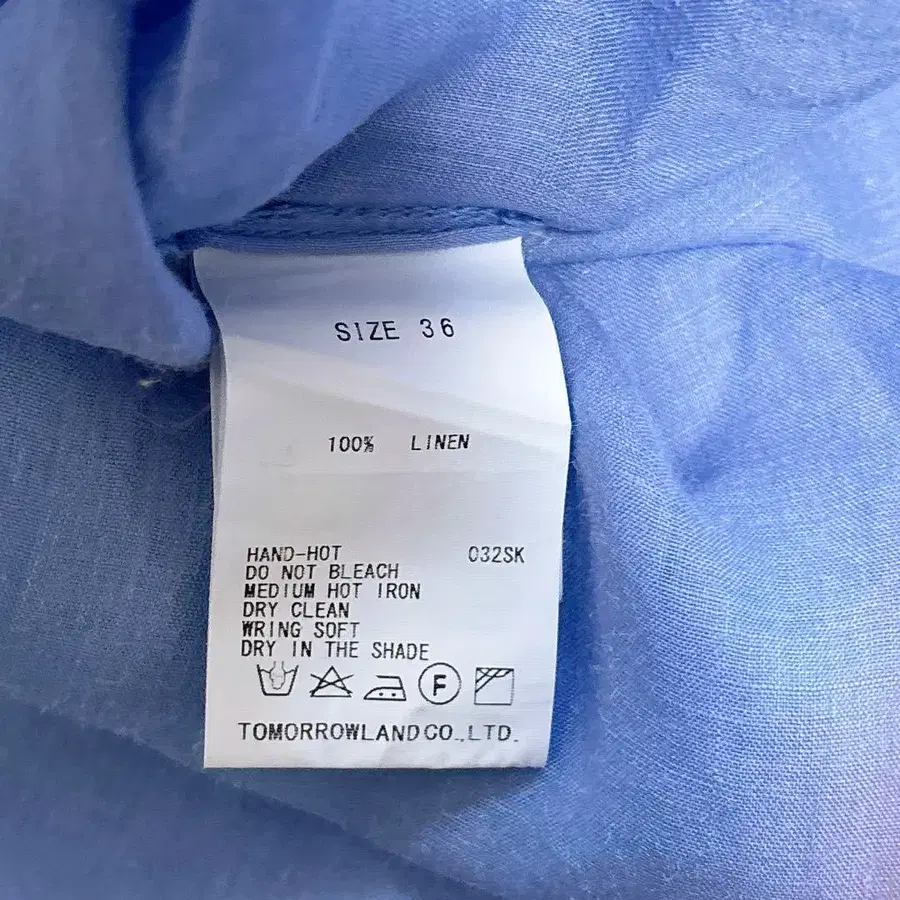 SIZE 36
100% LINEN
HAND-HOT 032SK
DO NOT BLEACH
MEDIUM HOT IRON
DRY CLEAN
WRING SOFT
DRY IN THE SHADE
F
TOMORROWLAND CO.,LTD.